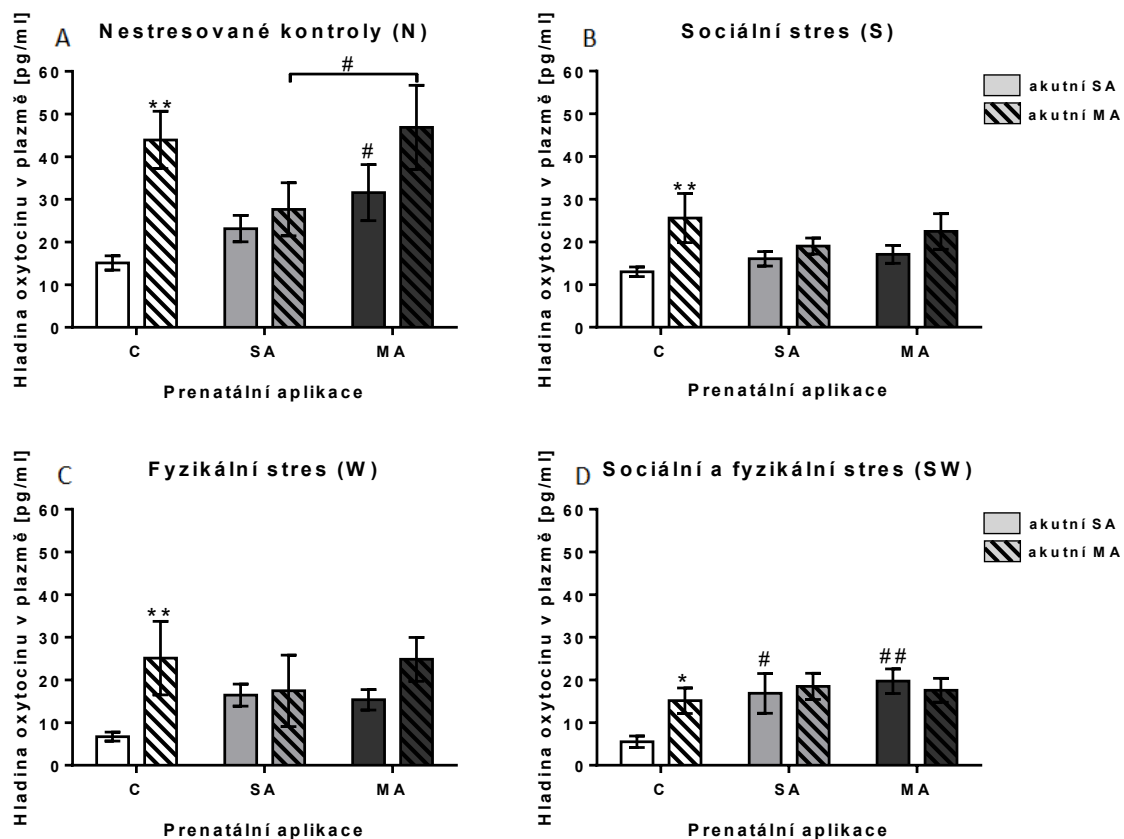 A
Nestresované kontroly (N)
Hladina oxytocinu v plazmě [pg/ml]
60
50
40
30
20
10
0
**
#
#
C SA MA
Prenatální aplikace
B
Sociální stres (S)
Hladina oxytocinu v plazmě [pg/ml]
60
50
40
30
20
10
0
**
C SA MA
Prenatální aplikace
akutní SA
akutní MA
C
Fyzikální stres (W)
Hladina oxytocinu v plazmě [pg/ml]
60
50
40
30
20
10
0
**
C SA MA
Prenatální aplikace
D
Sociální a fyzikální stres (SW)
Hladina oxytocinu v plazmě [pg/ml]
60
50
40
30
20
10
0
*
#
##
C SA MA
Prenatální aplikace
akutní SA
akutní MA